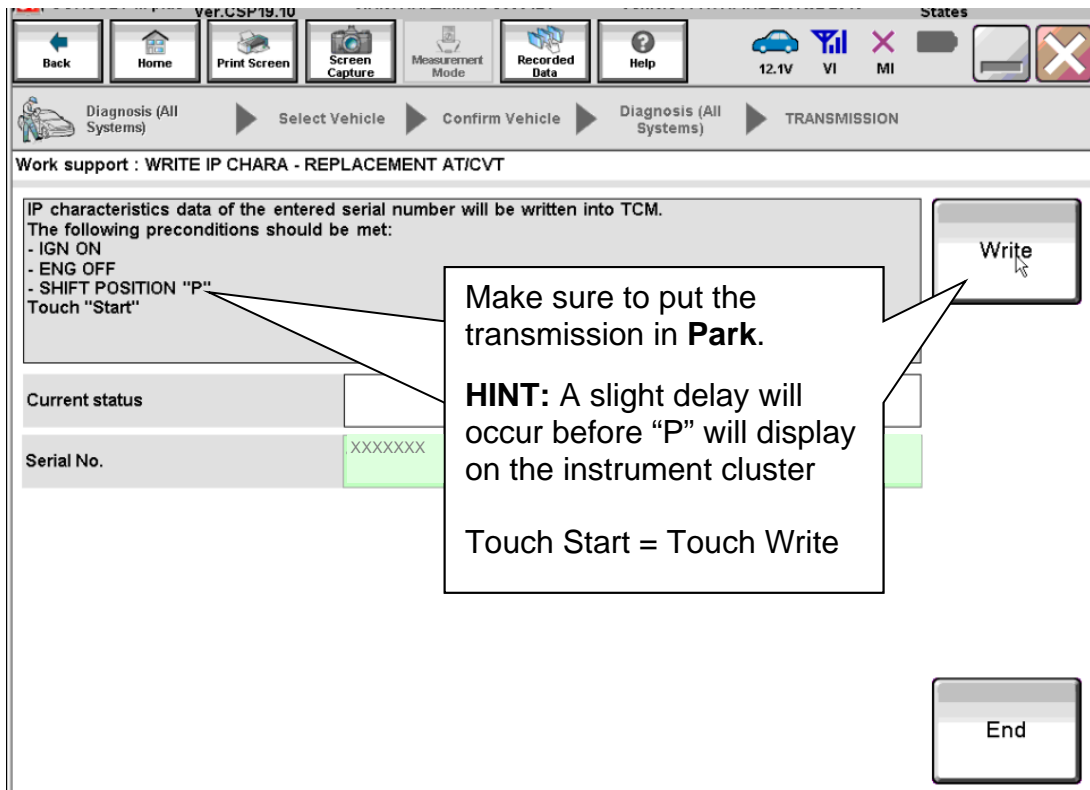 Ver.CSP19.10
States
Back
Home
Print Screen
Screen
Capture
Measurement
Mode
Recorded
Data
Help
12.1V
VI
MI
Diagnosis (All
Systems)
Select Vehicle
Confirm Vehicle
Diagnosis (All
Systems)
TRANSMISSION
Work support : WRITE IP CHARA - REPLACEMENT AT/CVT
IP characteristics data of the entered serial number will be written into TCM.
The following preconditions should be met:
- IGN ON
- ENG OFF
- SHIFT POSITION "P"
Touch "Start"
Write
Make sure to put the
transmission in Park.
HINT: A slight delay will
occur before “P” will display
on the instrument cluster
Touch Start = Touch Write
Current status
Serial No.
XXXXXXX
End